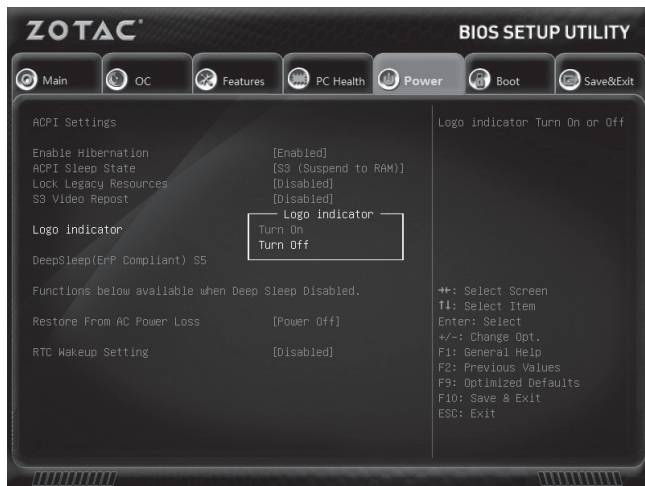 ZOTAC
BIOS SETUP UTILITY
Main OC Features PC Health Power Boot Save&Exit
ACPI Settings
Logo indicator Turn On or Off
Enable Hibernation [Enabled]
ACPI Sleep State [S3 (Suspend to RAM)]
Lock Legacy Resources [Disabled]
S3 Video Repost [Disabled]
Logo indicator
Logo indicator
Turn On
Turn Off
DeepSleep(ErP Compliant) S5
Functions below available when Deep Sleep Disabled.
Restore From AC Power Loss [Power Off]
RTC Wakeup Setting [Disabled]
→←: Select Screen
↑↓: Select Item
Enter: Select
+/-: Change Opt.
F1: General Help
F2: Previous Values
F9: Optimized Defaults
F10: Save & Exit
ESC: Exit